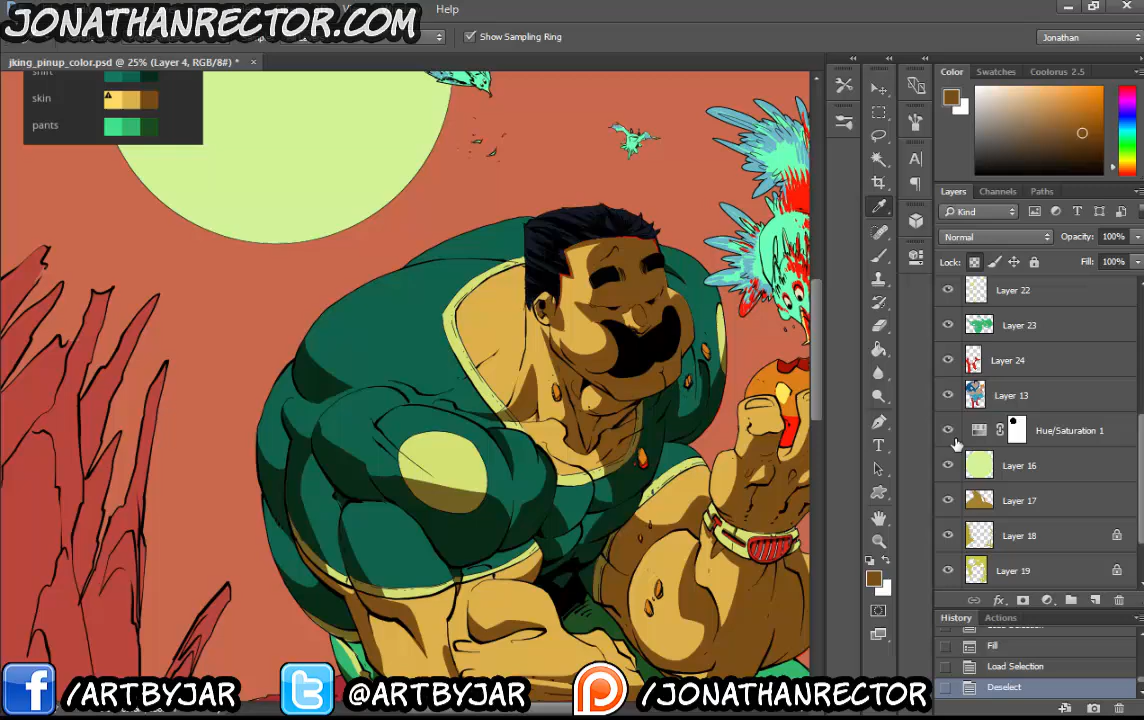 JONATHANRECTOR.COM
Help
Show Sampling Ring
Jonathan
jking_pinup_color.psd @ 25% (Layer 4, RGB/8#) *
skin
pants
Color
Swatches
Coolorus 2.5
Layers
Channels
Paths
Kind
Normal
Opacity:
100%
Lock:
Fill:
100%
Layer 22
Layer 23
Layer 24
Layer 13
Hue/Saturation 1
Layer 16
Layer 17
Layer 18
Layer 19
fx
History
Actions
Fill
Load Selection
Deselect
/ARTBYJAR
@ARTBYJAR
/JONATHANRECTOR